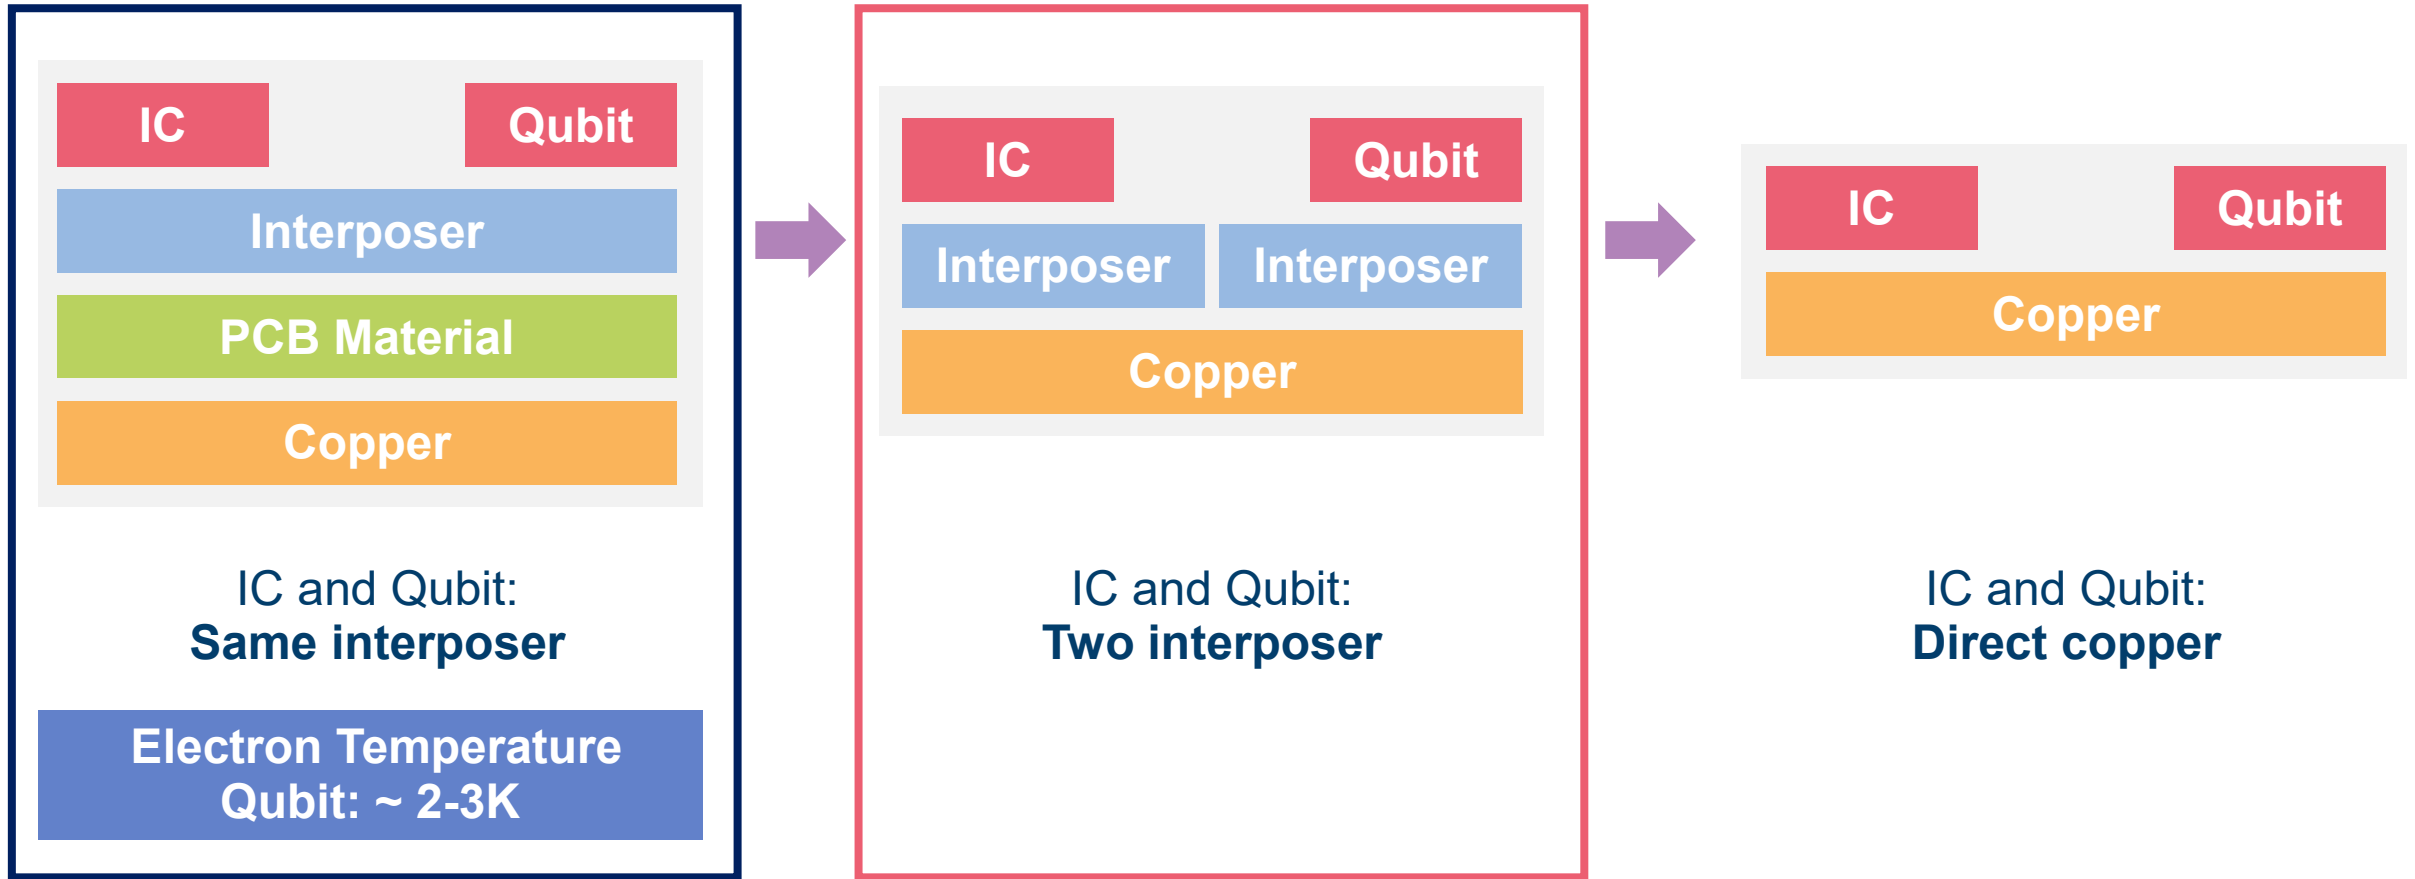 IC
Qubit
Interposer
PCB Material
Copper
IC and Qubit:
Same interposer
Electron Temperature
Qubit: ~ 2-3K
IC
Qubit
Interposer
Interposer
Copper
IC and Qubit:
Two interposer
IC
Qubit
Copper
IC and Qubit:
Direct copper